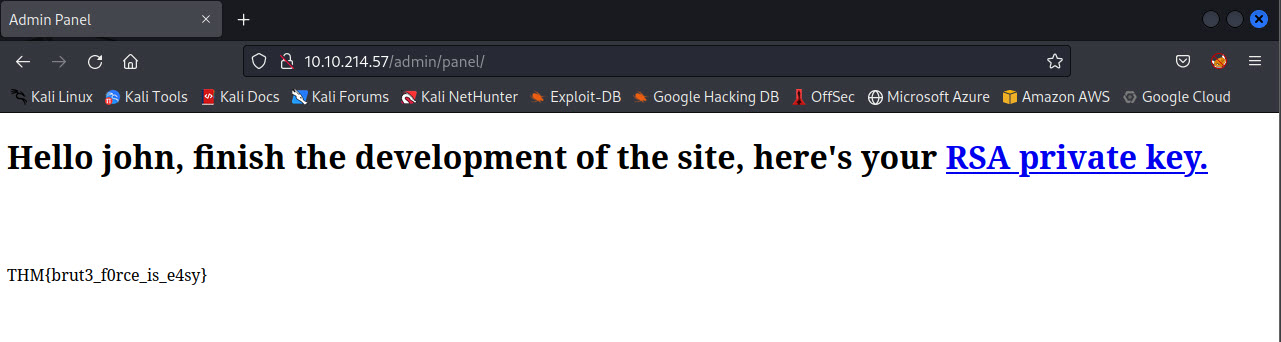 Admin Panel
10.10.214.57/admin/panel/
Kali Linux Kali Tools Kali Docs Kali Forums Kali NetHunter Exploit-DB Google Hacking DB OffSec Microsoft Azure Amazon AWS Google Cloud
Hello john, finish the development of the site, here's your RSA private key.
THM{brut3_f0rce_is_e4sy}